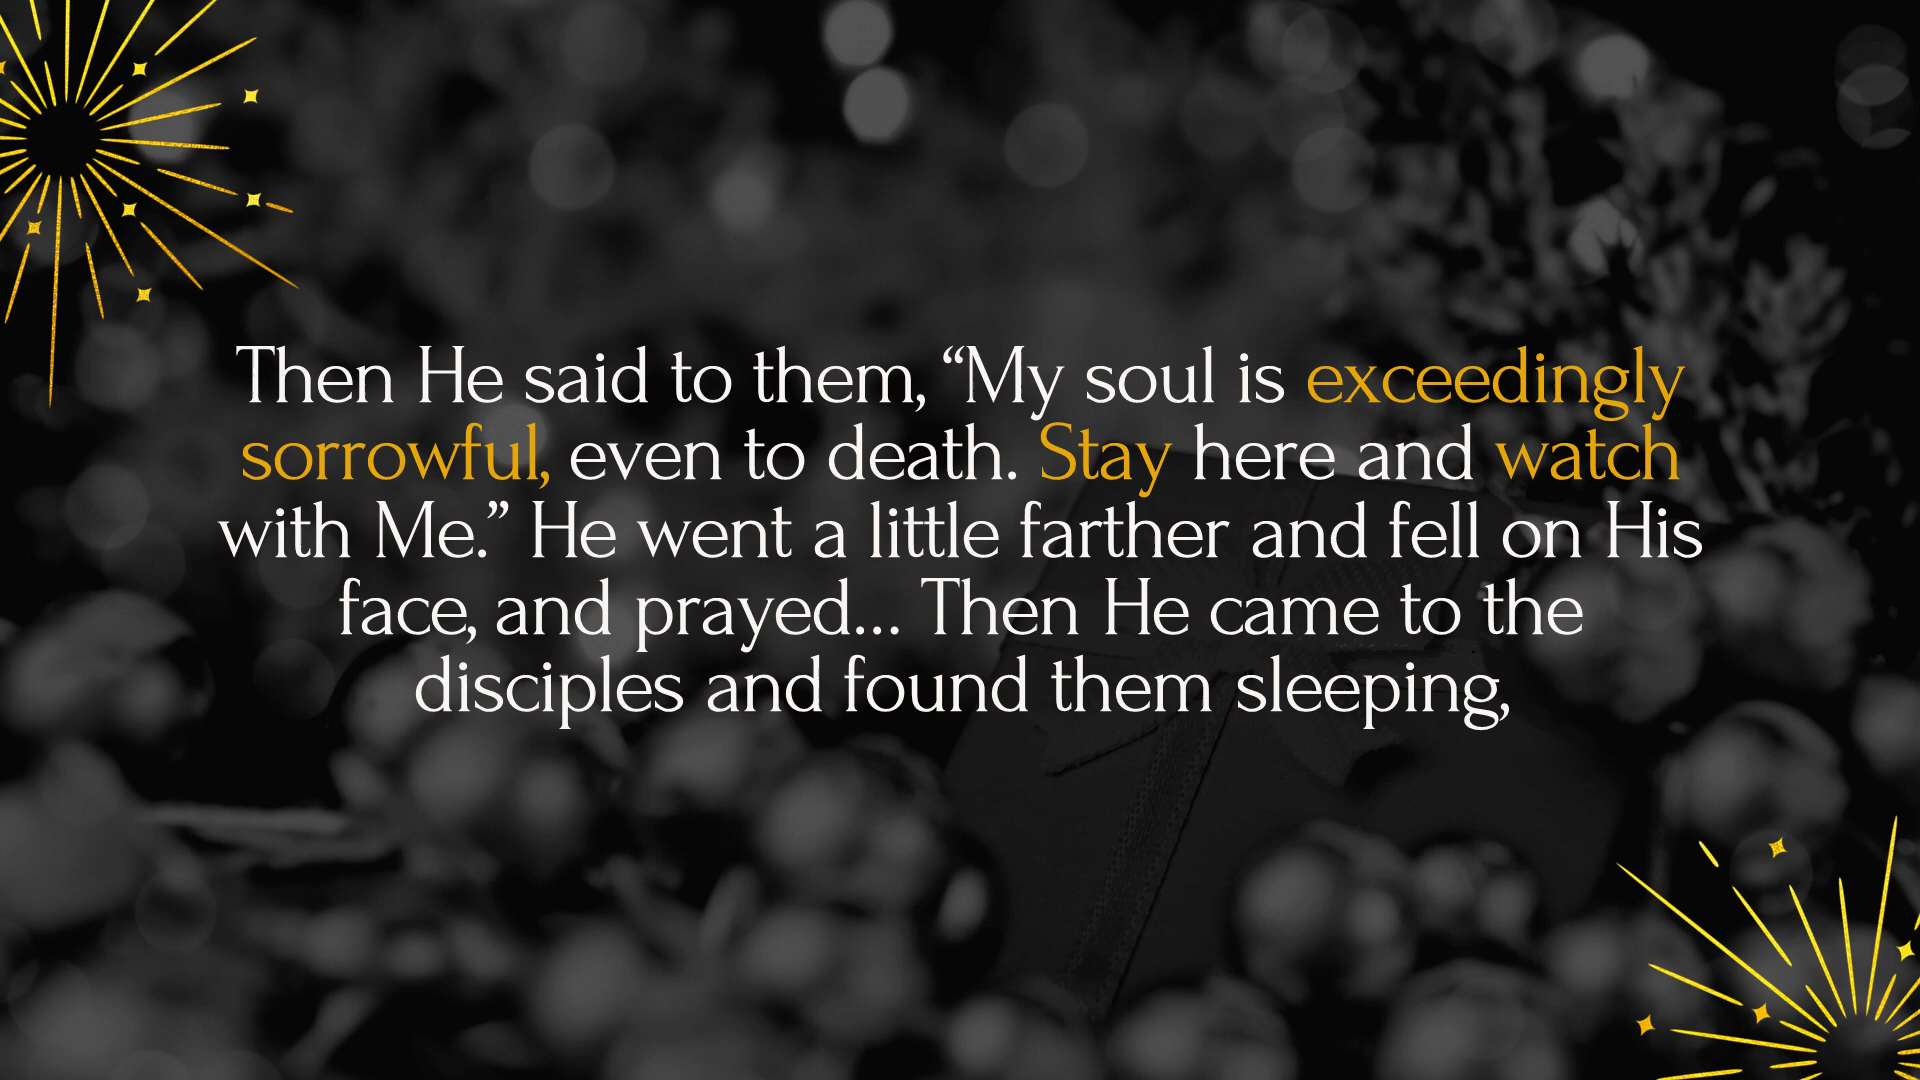 Then He said to them, “My soul is exceedingly
sorrowful, even to death. Stay here and watch
with Me.” He went a little farther and fell on His
face, and prayed... Then He came to the
disciples and found them sleeping,